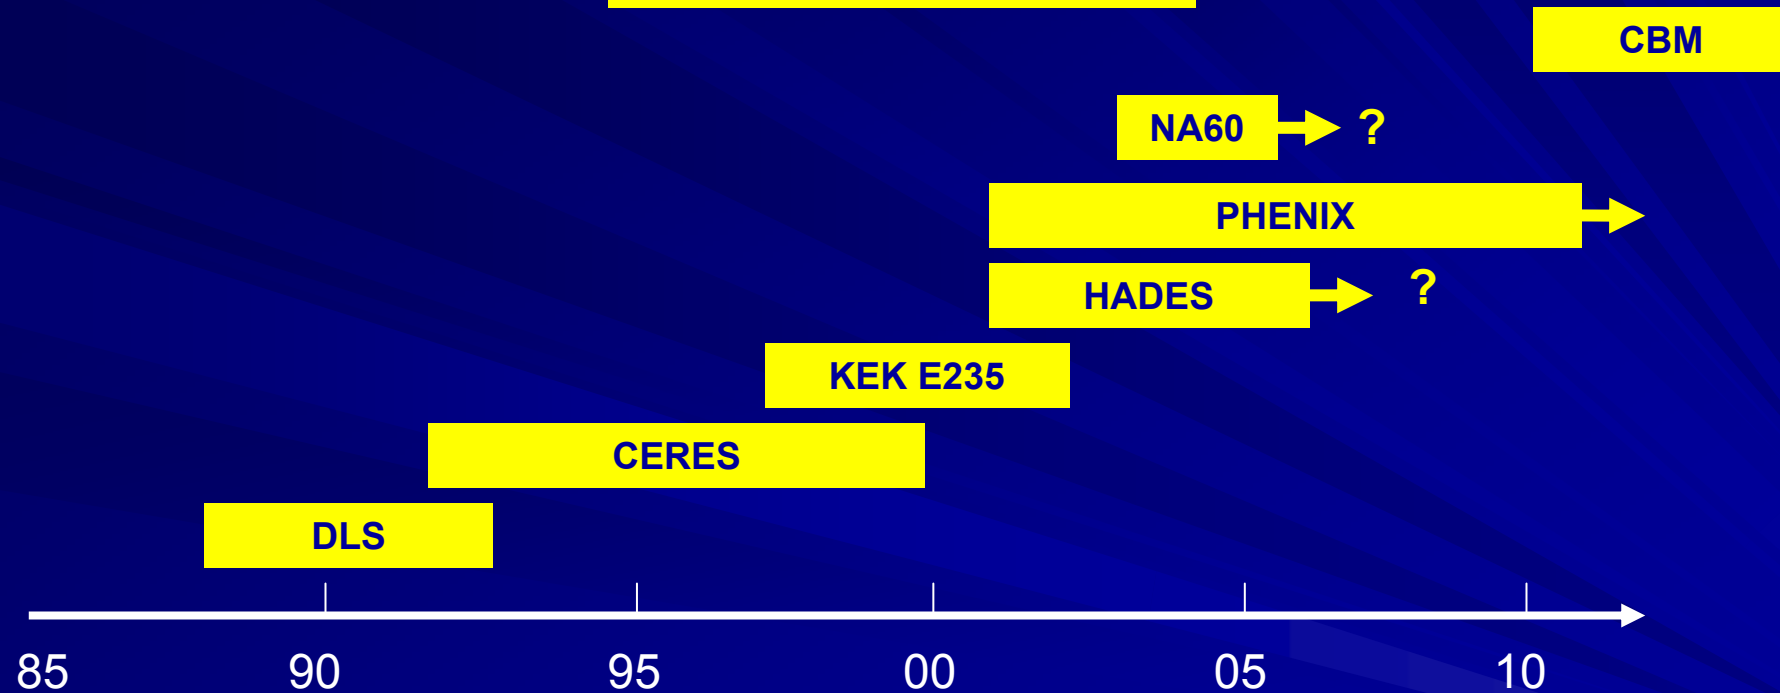 CBM
NA60 ?
PHENIX
HADES ?
KEK E235
CERES
DLS
85 90 95 00 05 10